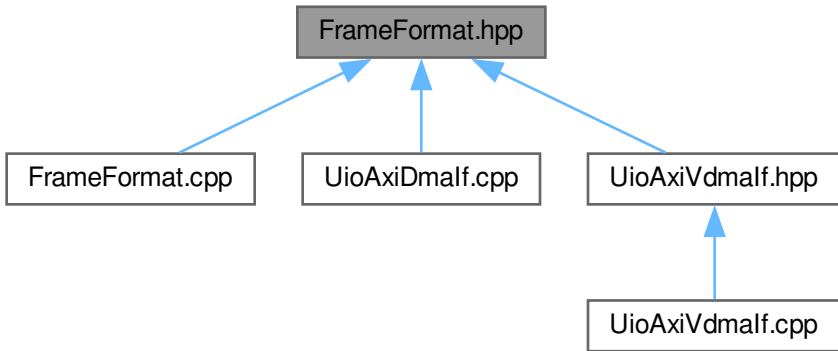 FrameFormat.hpp
FrameFormat.cpp
UioAxiDmaIf.cpp
UioAxiVdmaIf.hpp
UioAxiVdmaIf.cpp